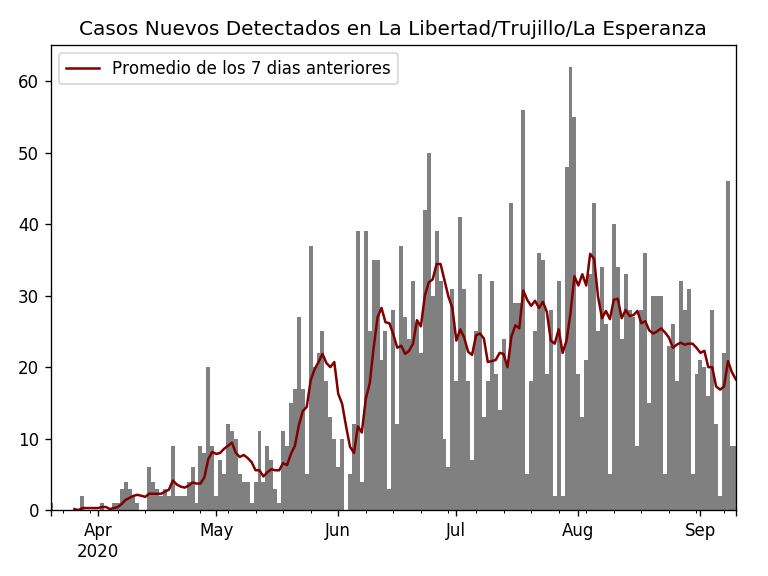 Casos Nuevos Detectados en La Libertad/Trujillo/La Esperanza
Promedio de los 7 dias anteriores
60
50
40
30
20
10
0
Apr May Jun Jul Aug Sep
2020